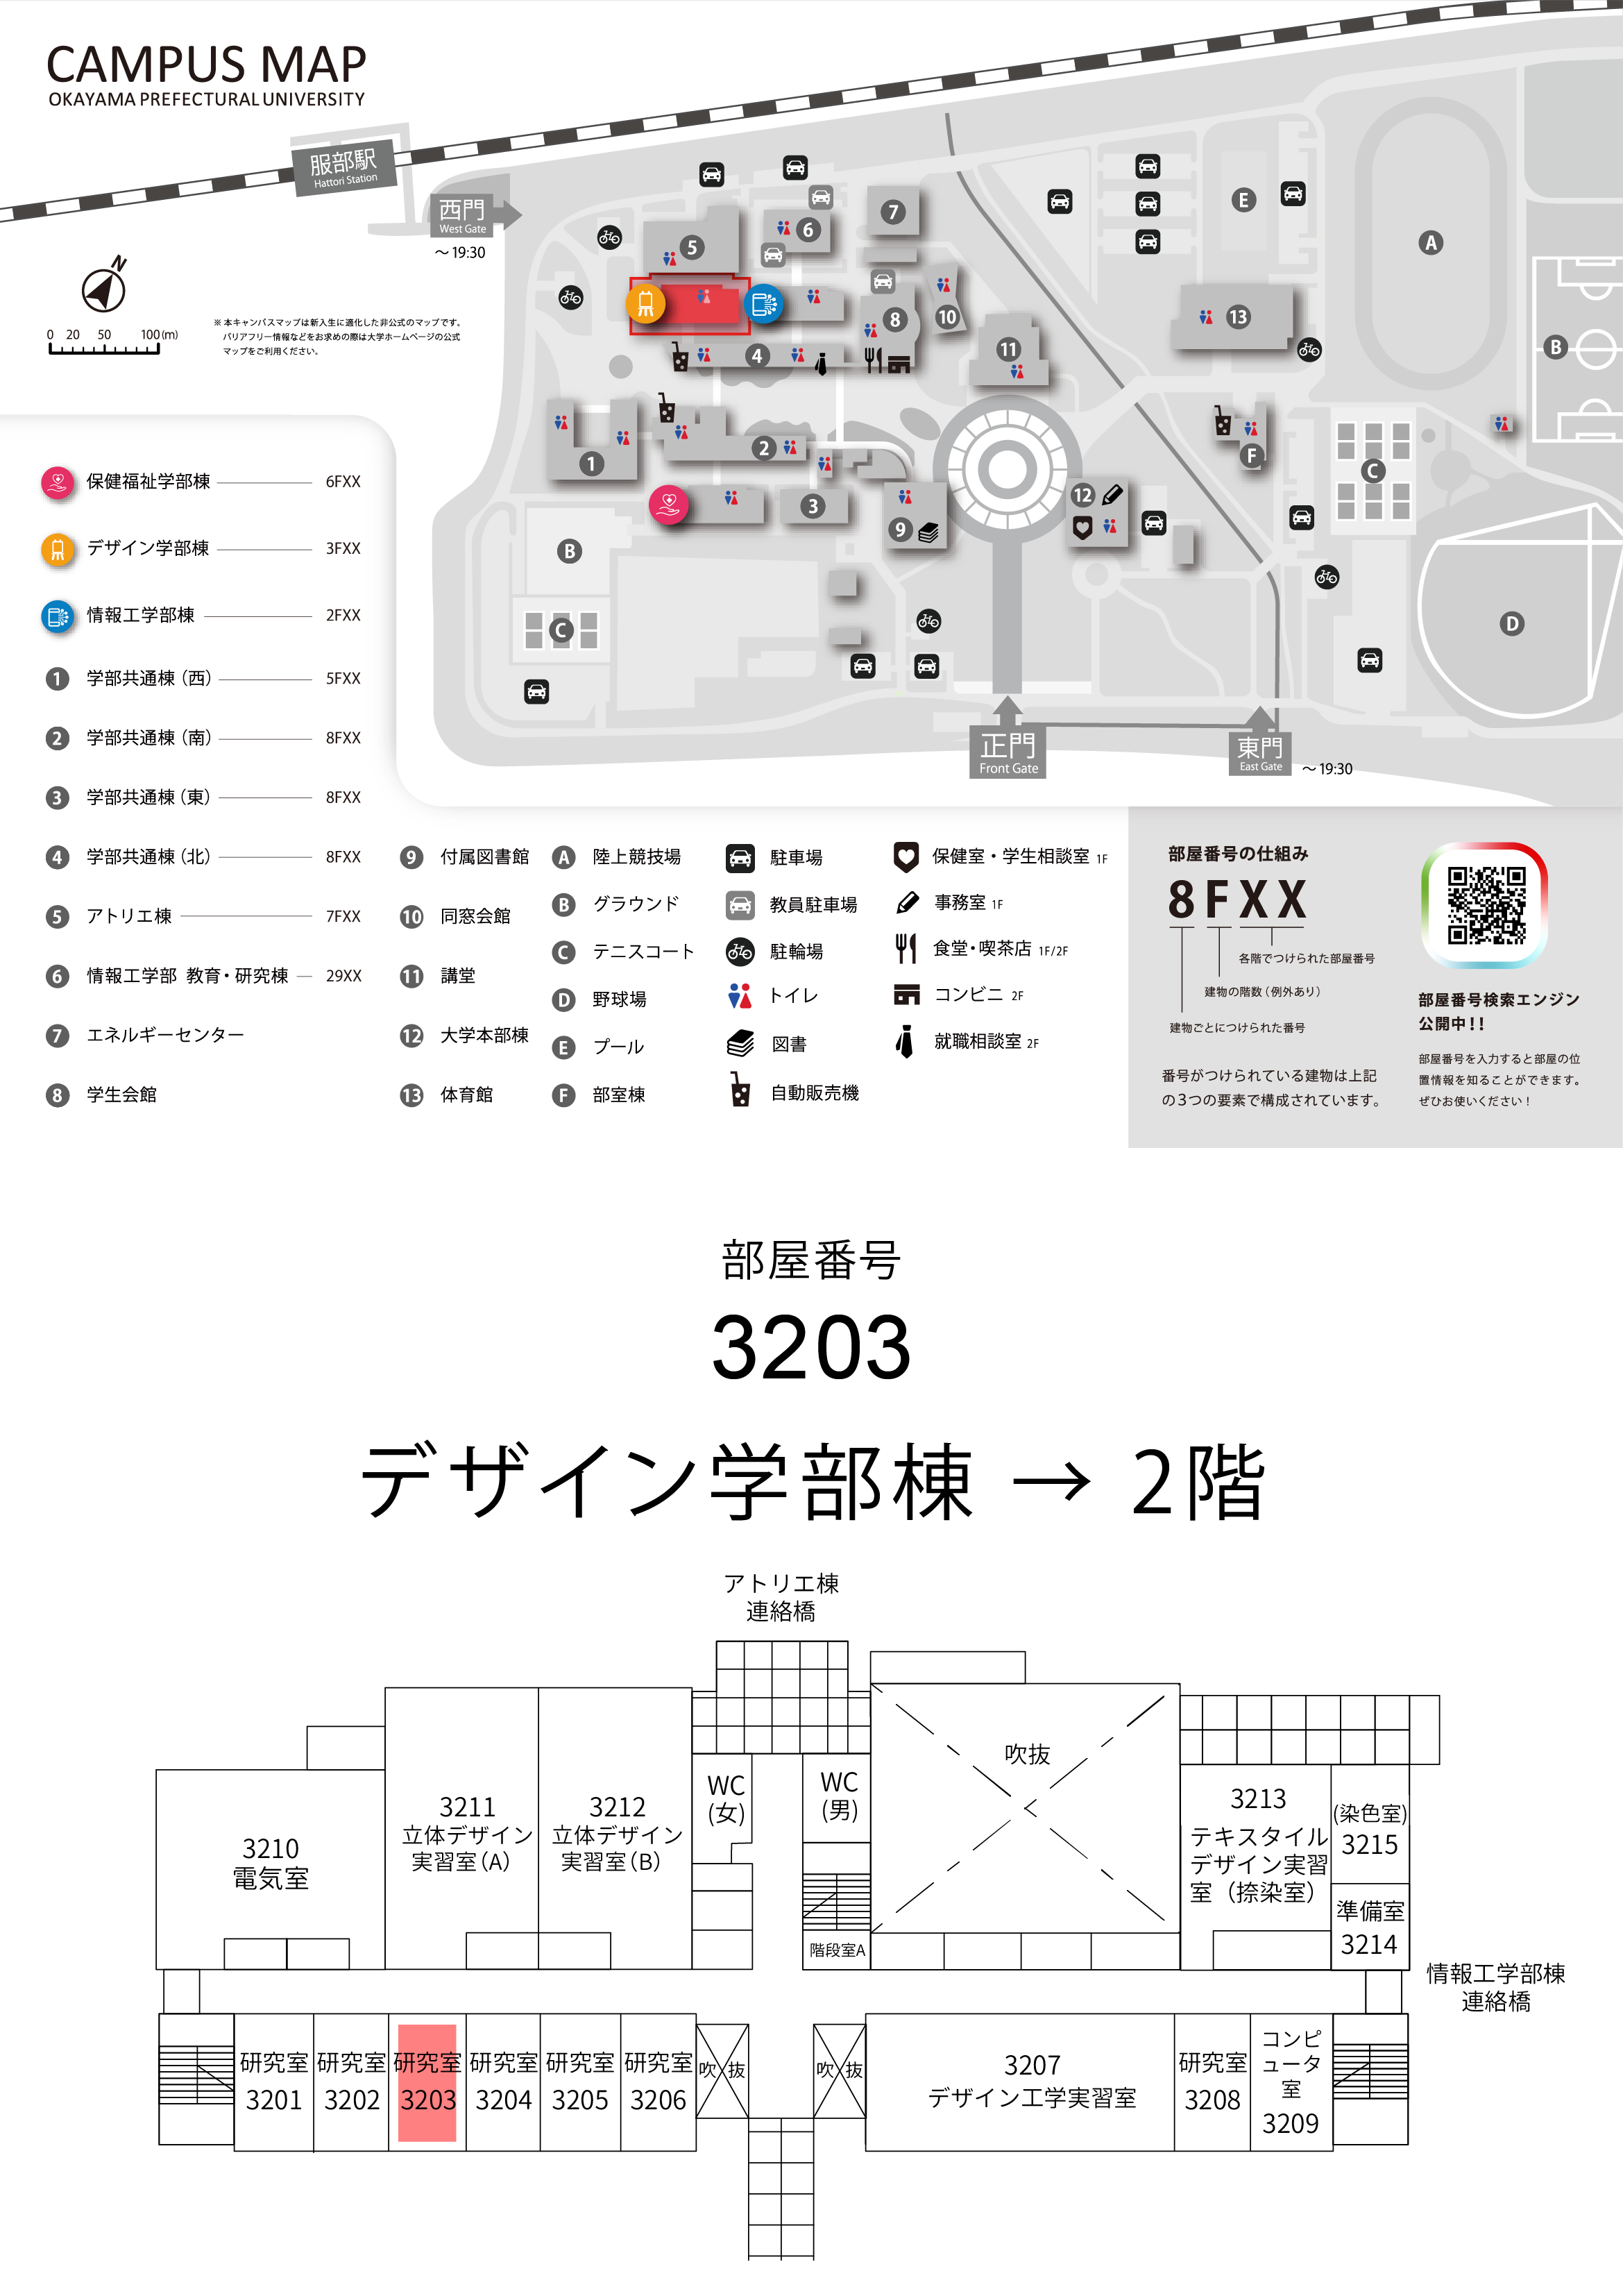 CAMPUS MAP
OKAYAMA PREFECTURAL UNIVERSITY
服部駅
Hattori Station
西門
West Gate
～19:30
N
0 20 50 100(m)
※ 本キャンパスマップは新入生に適化した非公式のマップです。
バリアフリー情報などをお求めの際は大学ホームページの公式
マップをご利用ください。
5
6
7
4
8
10
11
13
E
A
B
1
2
3
9
12
F
C
B
C
D
正門
Front Gate
東門
East Gate
～19:30
保健福祉学部棟 6FXX
デザイン学部棟 3FXX
情報工学部棟 2FXX
1 学部共通棟（西） 5FXX
2 学部共通棟（南） 8FXX
3 学部共通棟（東） 8FXX
4 学部共通棟（北） 8FXX
5 アトリエ棟 7FXX
6 情報工学部 教育・研究棟 29XX
7 エネルギーセンター
8 学生会館
9 付属図書館
10 同窓会館
11 講堂
12 大学本部棟
13 体育館
A 陸上競技場
B グラウンド
C テニスコート
D 野球場
E プール
F 部室棟
駐車場
教員駐車場
駐輪場
トイレ
図書
自動販売機
保健室・学生相談室 1F
事務室 1F
食堂・喫茶店 1F/2F
コンビニ 2F
就職相談室 2F
部屋番号の仕組み
8FXX
各階でつけられた部屋番号
建物の階数（例外あり）
建物ごとにつけられた番号
番号がつけられている建物は上記
の3つの要素で構成されています。
部屋番号検索エンジン
公開中!!
部屋番号を入力すると部屋の位
置情報を知ることができます。
ぜひお使いください！
部屋番号
3203
デザイン学部棟 → 2階
アトリエ棟
連絡橋
3210
電気室
3211
立体デザイン
実習室（A）
3212
立体デザイン
実習室（B）
WC
(女)
WC
(男)
階段室A
吹抜
3213
テキスタイル
デザイン実習
室（捺染室）
(染色室)
3215
準備室
3214
情報工学部棟
連絡橋
研究室
3201
研究室
3202
研究室
3203
研究室
3204
研究室
3205
研究室
3206
吹抜
吹抜
3207
デザイン工学実習室
研究室
3208
コンピ
ュータ
室
3209